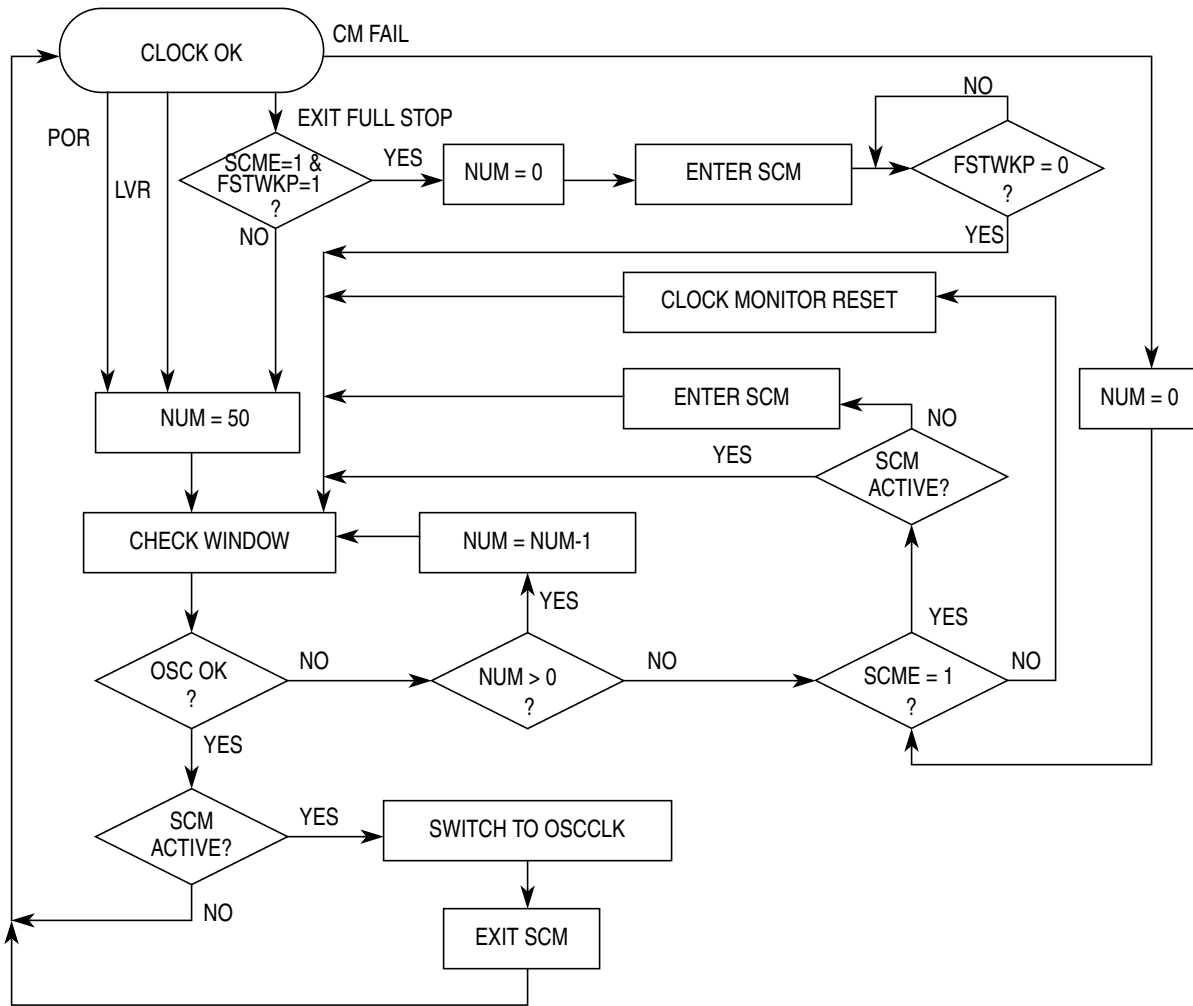 CM FAIL
CLOCK OK
NO
POR
EXIT FULL STOP
LVR
SCME=1 &
FSTWKP=1
?
YES
NUM = 0
ENTER SCM
FSTWKP = 0
?
NO
YES
CLOCK MONITOR RESET
ENTER SCM
NUM = 0
NUM = 50
NO
YES
SCM
ACTIVE?
CHECK WINDOW
NUM = NUM-1
YES
YES
OSC OK
?
NO
NUM > 0
?
NO
SCME = 1
?
NO
YES
SCM
ACTIVE?
YES
SWITCH TO OSCCLK
NO
EXIT SCM